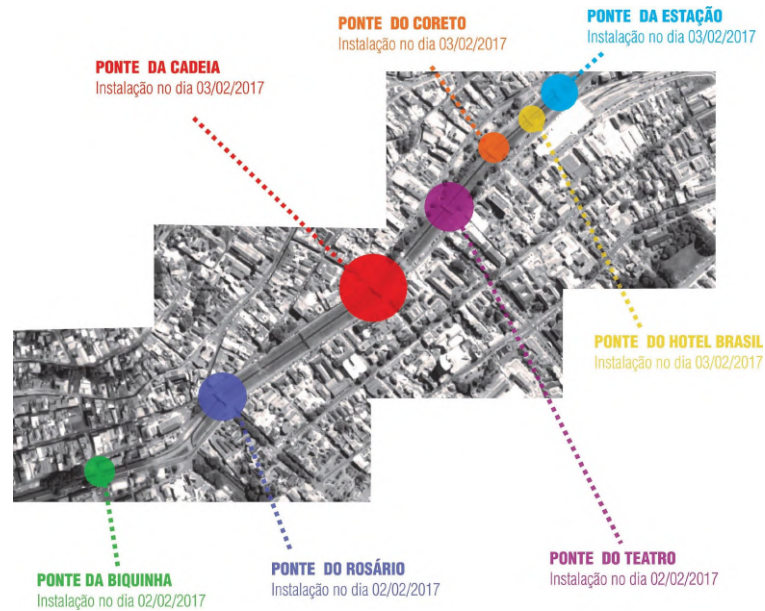 PONTE DA ESTAÇÃO
Instalação no dia 03/02/2017
PONTE DO CORETO
Instalação no dia 03/02/2017
PONTE DA CADEIA
Instalação no dia 03/02/2017
PONTE DO HOTEL BRASIL
Instalação no dia 03/02/2017
PONTE DO TEATRO
Instalação no dia 02/02/2017
PONTE DO ROSÁRIO
Instalação no dia 02/02/2017
PONTE DA BIQUINHA
Instalação no dia 02/02/2017